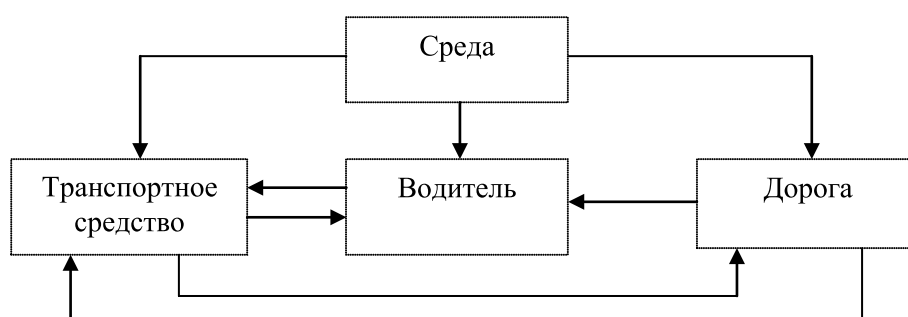 Среда
Транспортное
средство
Водитель
Дорога